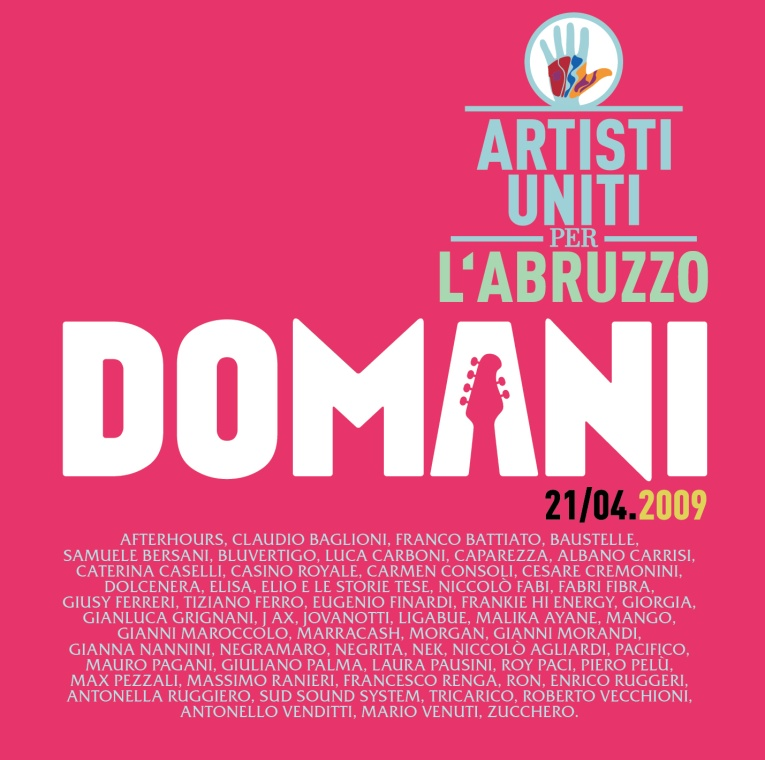 ARTISTI
UNITI
PER
L'ABRUZZO
DOMANI
21/04.2009
AFTERHOURS, CLAUDIO BAGLIONI, FRANCO BATTIATO, BAUSTELLE,
SAMUELE BERSANI, BLUVERTIGO, LUCA CARBONI, CAPAREZZA, ALBANO CARRISI,
CATERINA CASELLI, CASINO ROYALE, CARMEN CONSOLI, CESARE CREMONINI,
DOLCENERA, ELISA, ELIO E LE STORIE TESE, NICCOLÒ FABI, FABRI FIBRA,
GIUSY FERRERI, TIZIANO FERRO, EUGENIO FINARDI, FRANKIE HI ENERGY, GIORGIA,
GIANLUCA GRIGNANI, J AX, JOVANOTTI, LIGABUE, MALIKA AYANE, MANGO,
GIANNI MAROCCOLO, MARRACASH, MORGAN, GIANNI MORANDI,
GIANNA NANNINI, NEGRAMARO, NEGRITA, NEK, NICCOLÒ AGLIARDI, PACIFICO,
MAURO PAGANI, GIULIANO PALMA, LAURA PAUSINI, ROY PACI, PIERO PELÙ,
MAX PEZZALI, MASSIMO RANIERI, FRANCESCO RENGA, RON, ENRICO RUGGERI,
ANTONELLA RUGGIERO, SUD SOUND SYSTEM, TRICARICO, ROBERTO VECCHIONI,
ANTONELLO VENDITTI, MARIO VENUTI, ZUCCHERO.